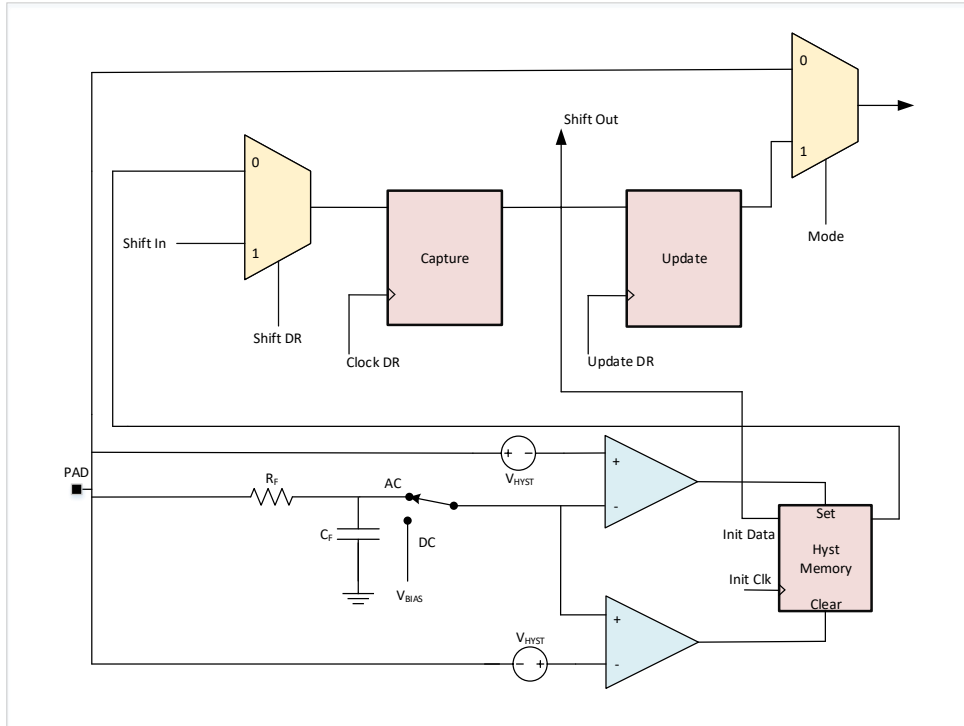 0
Shift Out
0
1
Shift In
1
Mode
Capture
Update
Shift DR
Clock DR
Update DR
PAD
+ −
+
V_HYST
R_F
AC
-
Set
C_F
DC
Init Data
Hyst
Memory
V_BIAS
Init Clk
Clear
+
V_HYST
− +
-